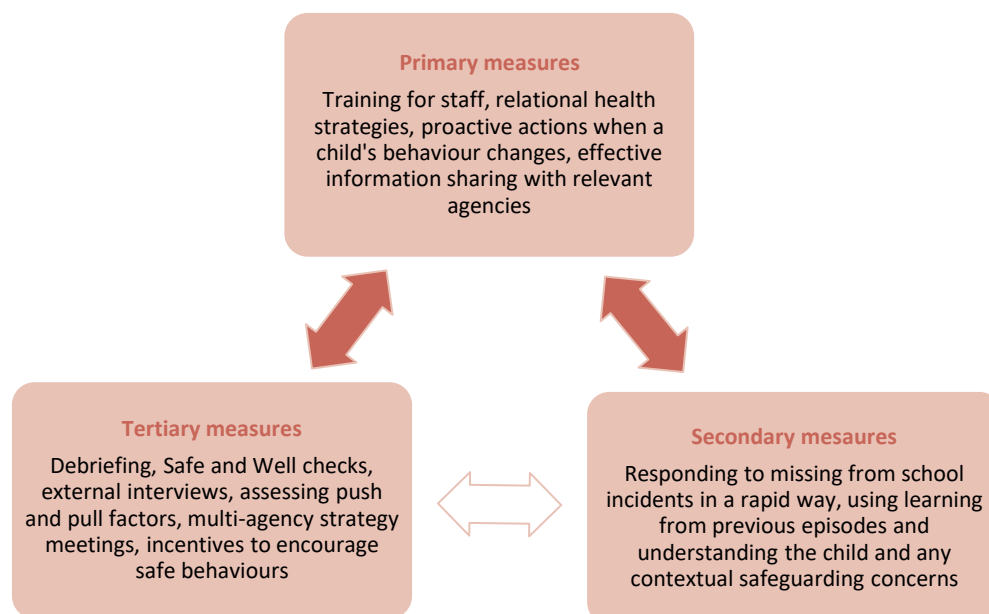 Primary measures
Training for staff, relational health
strategies, proactive actions when a
child's behaviour changes, effective
information sharing with relevant
agencies
Tertiary measures
Debriefing, Safe and Well checks,
external interviews, assessing push
and pull factors, multi-agency strategy
meetings, incentives to encourage
safe behaviours
Secondary mesaures
Responding to missing from school
incidents in a rapid way, using learning
from previous episodes and
understanding the child and any
contextual safeguarding concerns